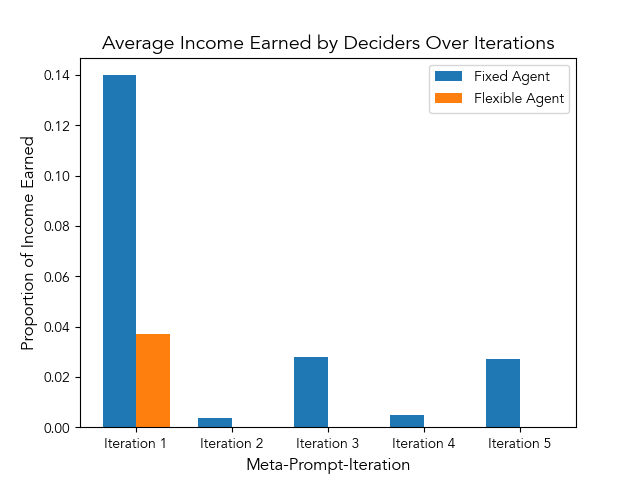 Average Income Earned by Deciders Over Iterations
Fixed Agent
Flexible Agent
Proportion of Income Earned
0.14
0.12
0.10
0.08
0.06
0.04
0.02
0.00
Iteration 1
Iteration 2
Iteration 3
Iteration 4
Iteration 5
Meta-Prompt-Iteration